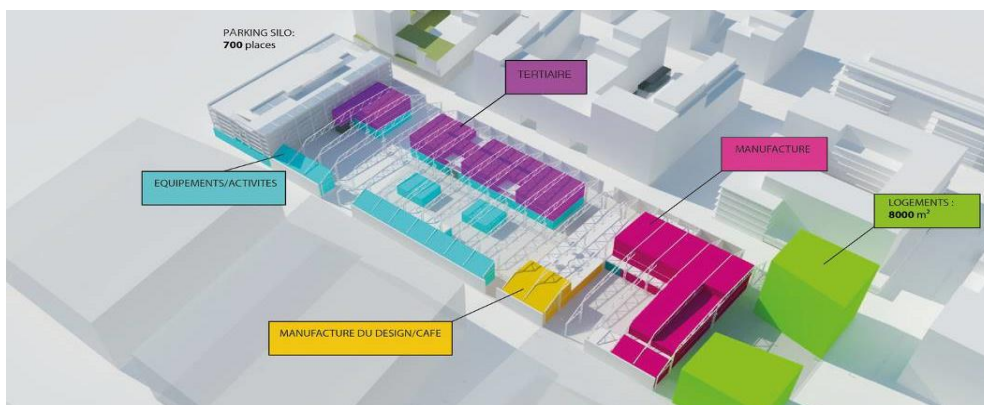 PARKING SILO:
700 places
TERTIAIRE
MANUFACTURE
EQUIPEMENTS/ACTIVITES
LOGEMENTS :
8000 m²
MANUFACTURE DU DESIGN/CAFE